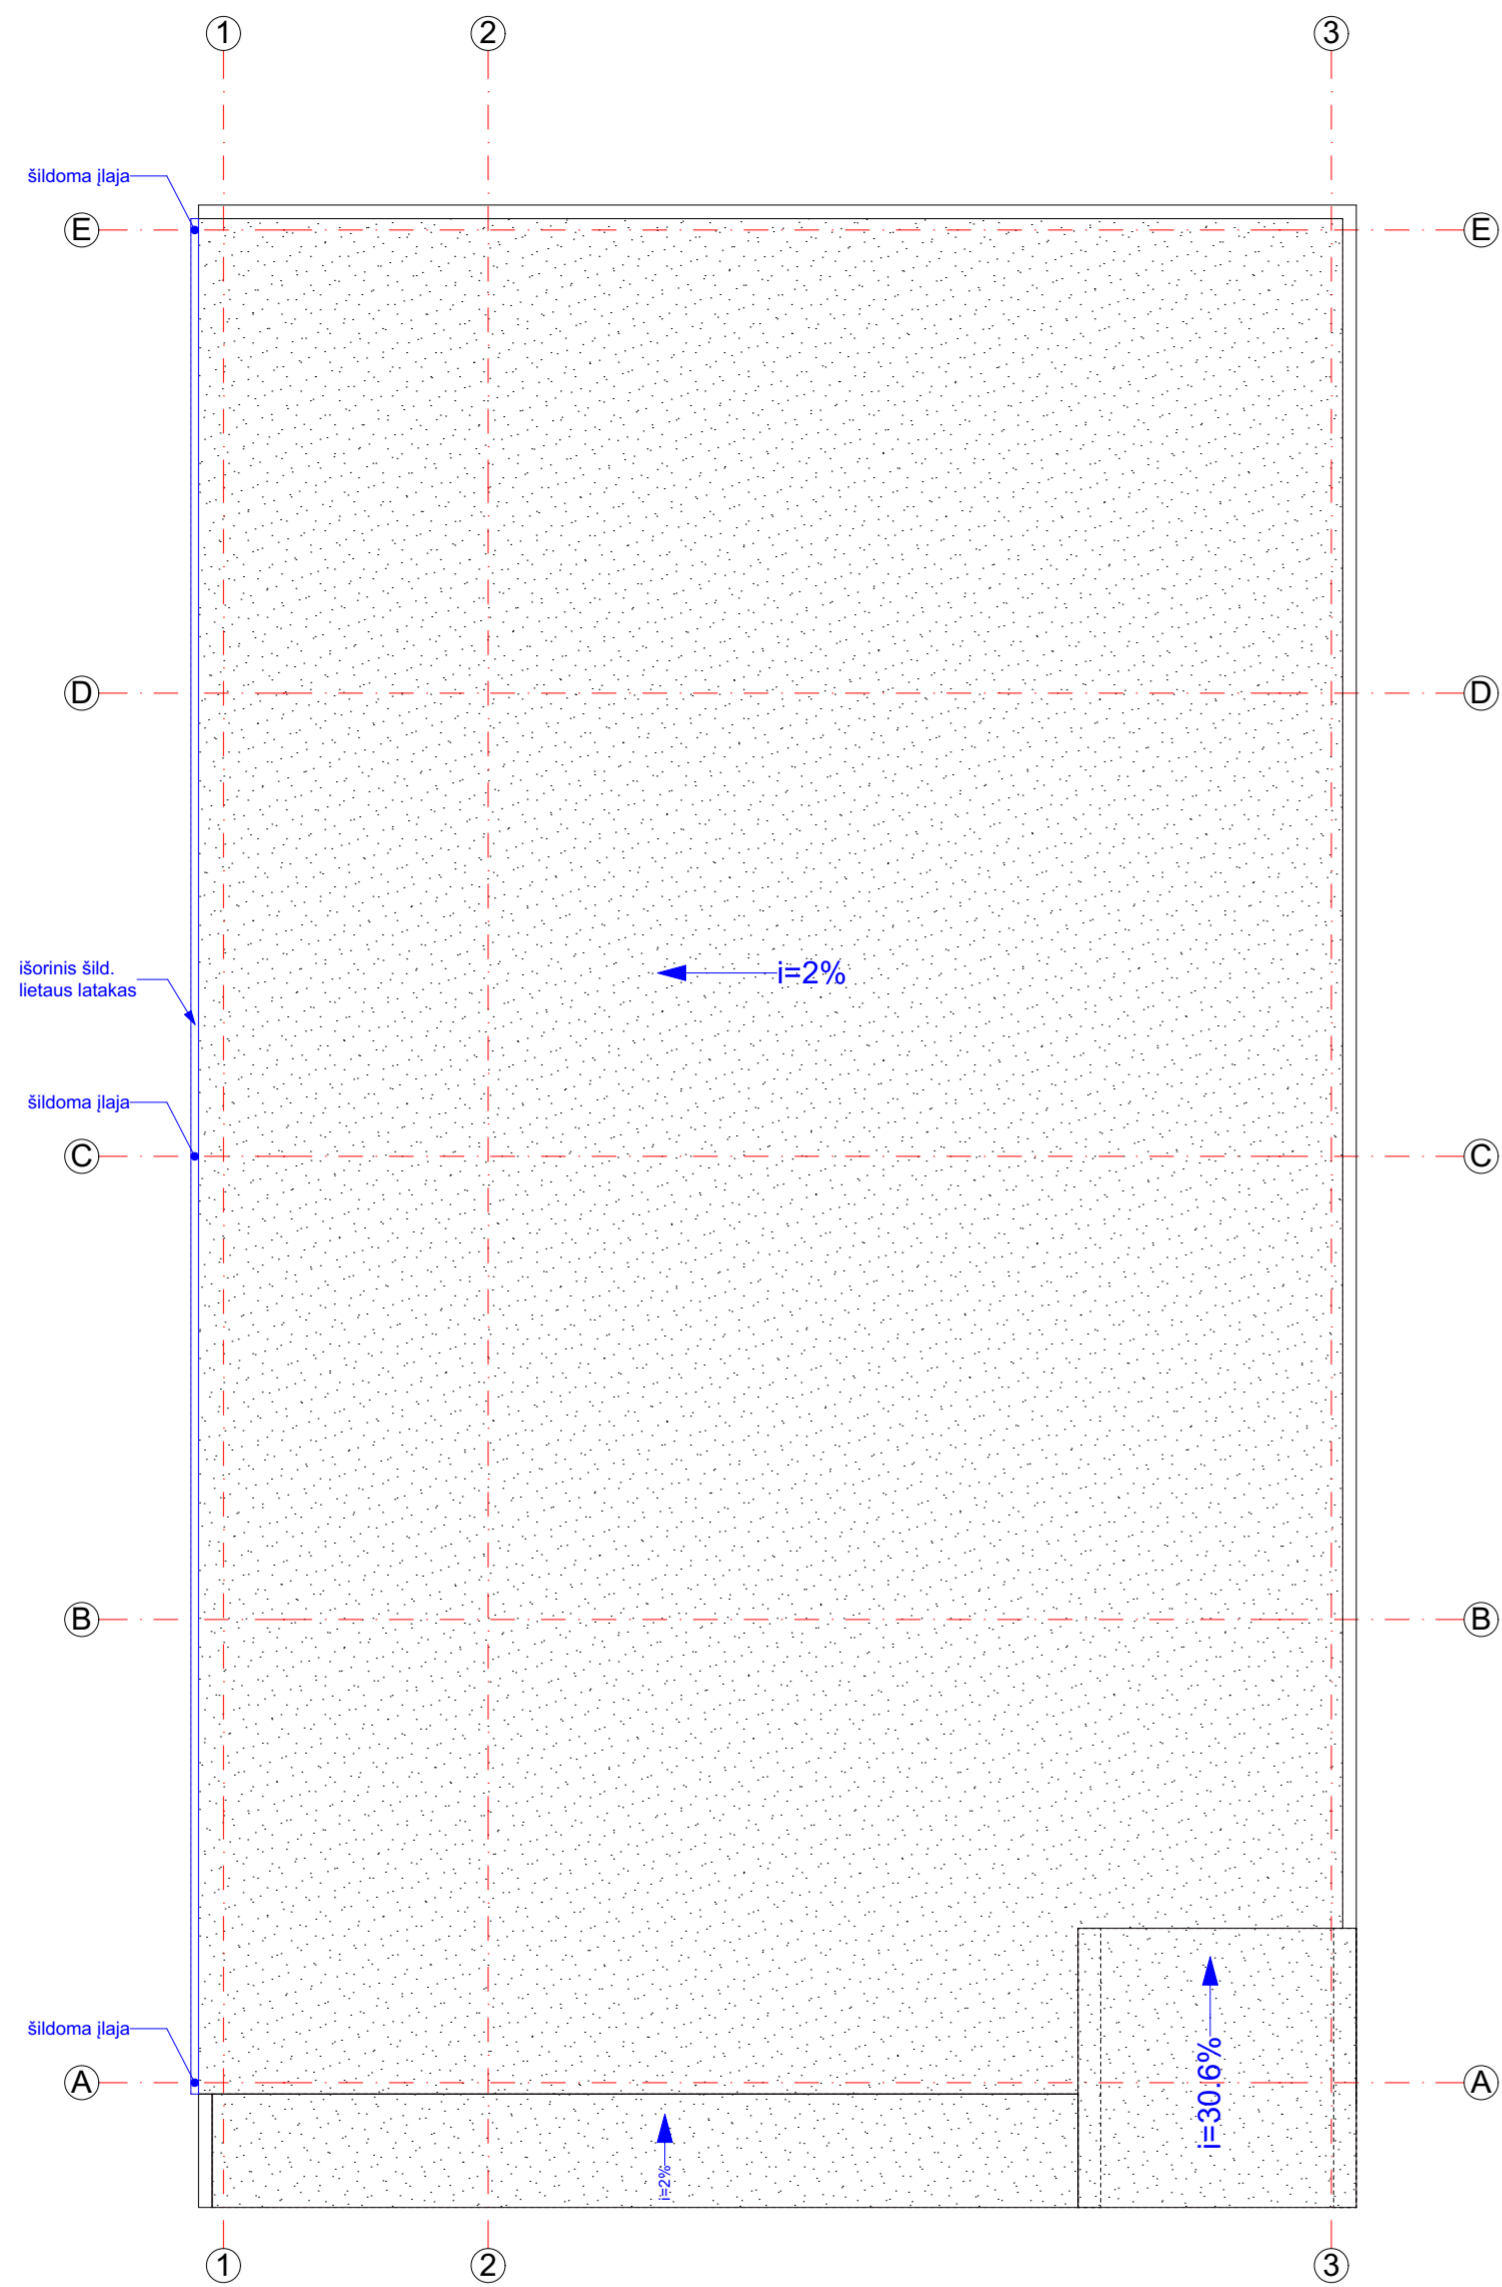 1
2
3
šildoma įlaja
E
E
D
D
išorinis šild.
lietaus latakas
i=2%
šildoma įlaja
C
C
B
B
šildoma įlaja
A
A
i=30.6%
i=2%
1
2
3